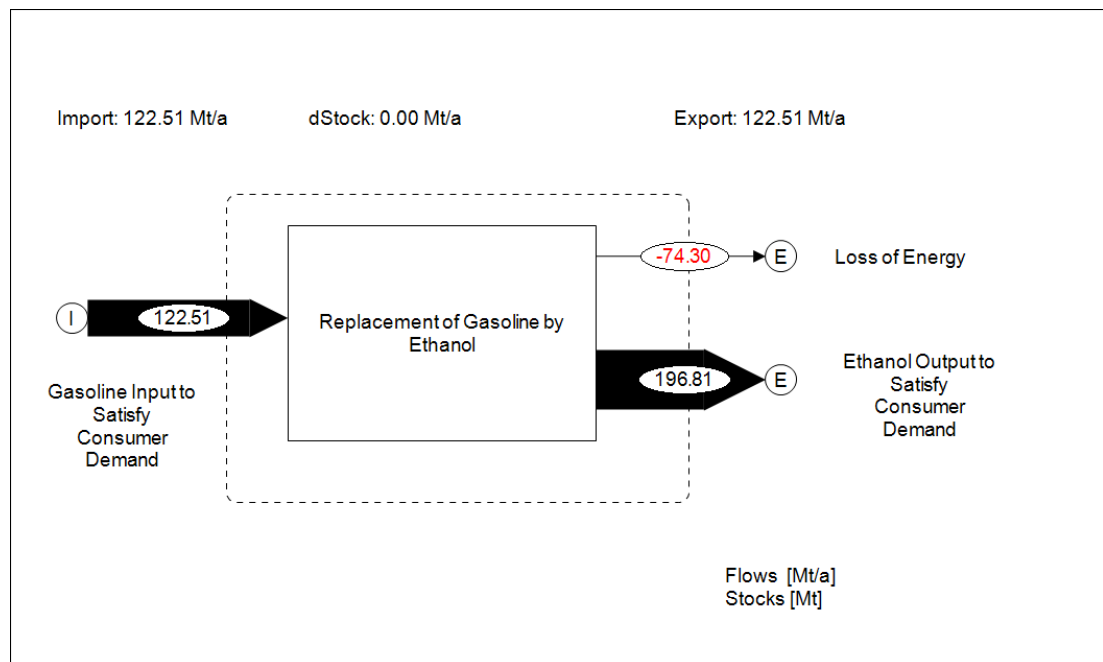 Import: 122.51 Mt/a
dStock: 0.00 Mt/a
Export: 122.51 Mt/a
-74.30
E
Loss of Energy
I
122.51
Replacement of Gasoline by
Ethanol
196.81
E
Gasoline Input to
Satisfy
Consumer
Demand
Ethanol Output to
Satisfy
Consumer
Demand
Flows [Mt/a]
Stocks [Mt]